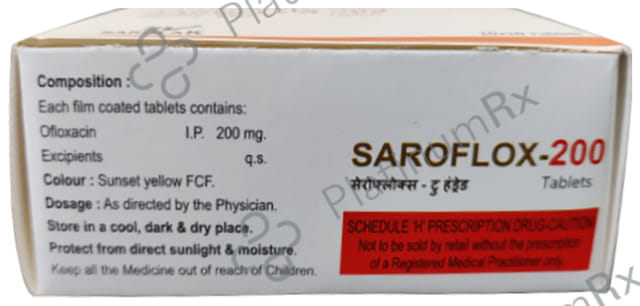 Composition :
Each film coated tablets contains:
Ofloxacin I.P. 200 mg.
Excipients q.s.
Colour : Sunset yellow FCF.
Dosage : As directed by the Physician.
Store in a cool, dark & dry place.
Protect from direct sunlight & moisture.
Keep all the Medicine out of reach of Children.
SAROFLOX-200
सेरोफ्लोक्स - टु हंड्रेड Tablets
SCHEDULE 'H' PRESCRIPTION DRUG-CAUTION
Not to be sold by retail without the prescription
of a Registered Medical Practitioner only.
PlatinumRx